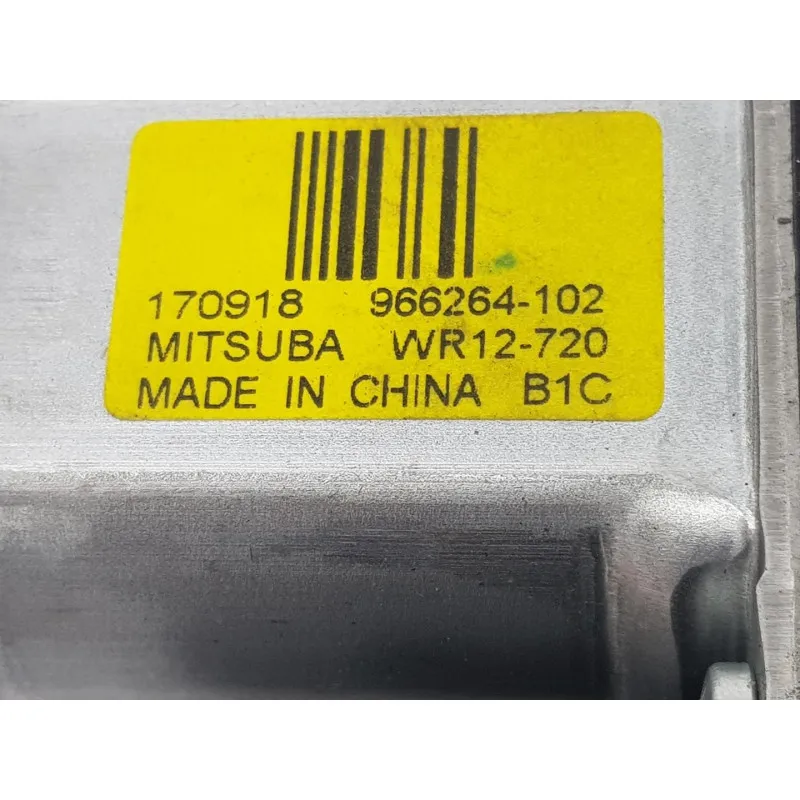 170918 966264-102
MITSUBA WR12-720
MADE IN CHINA B1C